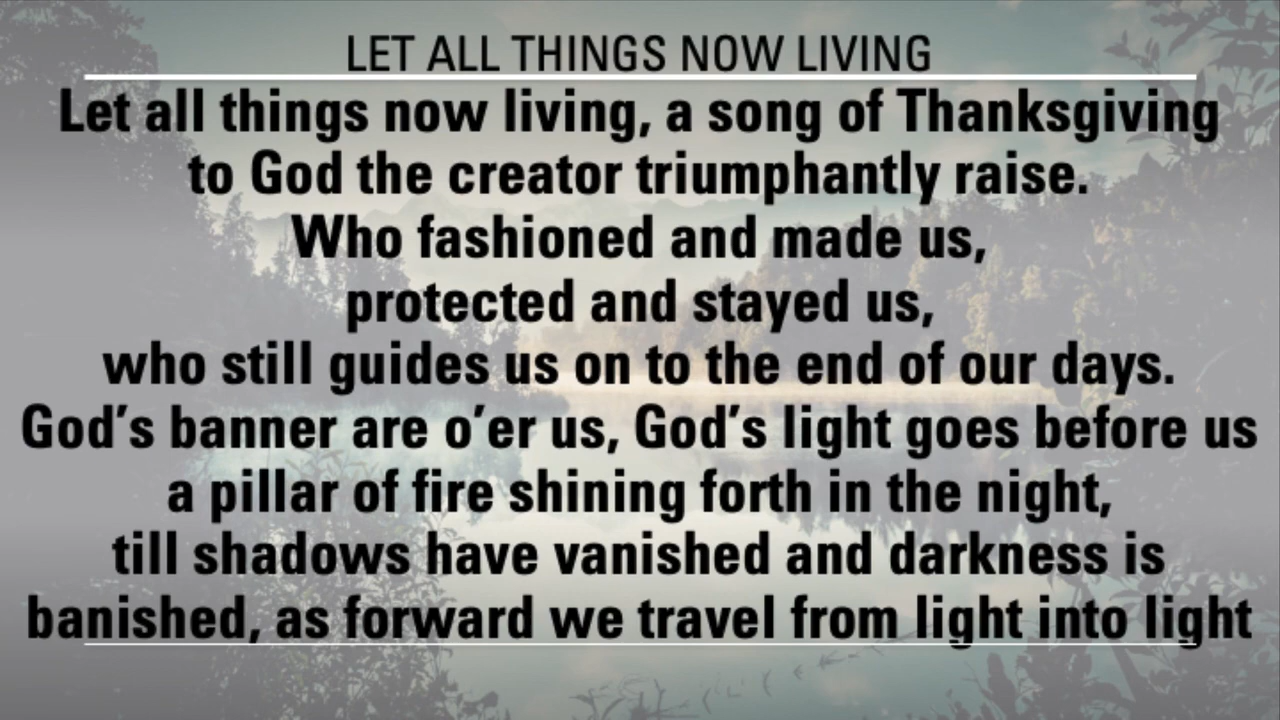 LET ALL THINGS NOW LIVING
Let all things now living, a song of Thanksgiving
to God the creator triumphantly raise.
Who fashioned and made us,
protected and stayed us,
who still guides us on to the end of our days.
God’s banner are o’er us, God’s light goes before us
a pillar of fire shining forth in the night,
till shadows have vanished and darkness is
banished, as forward we travel from light into light